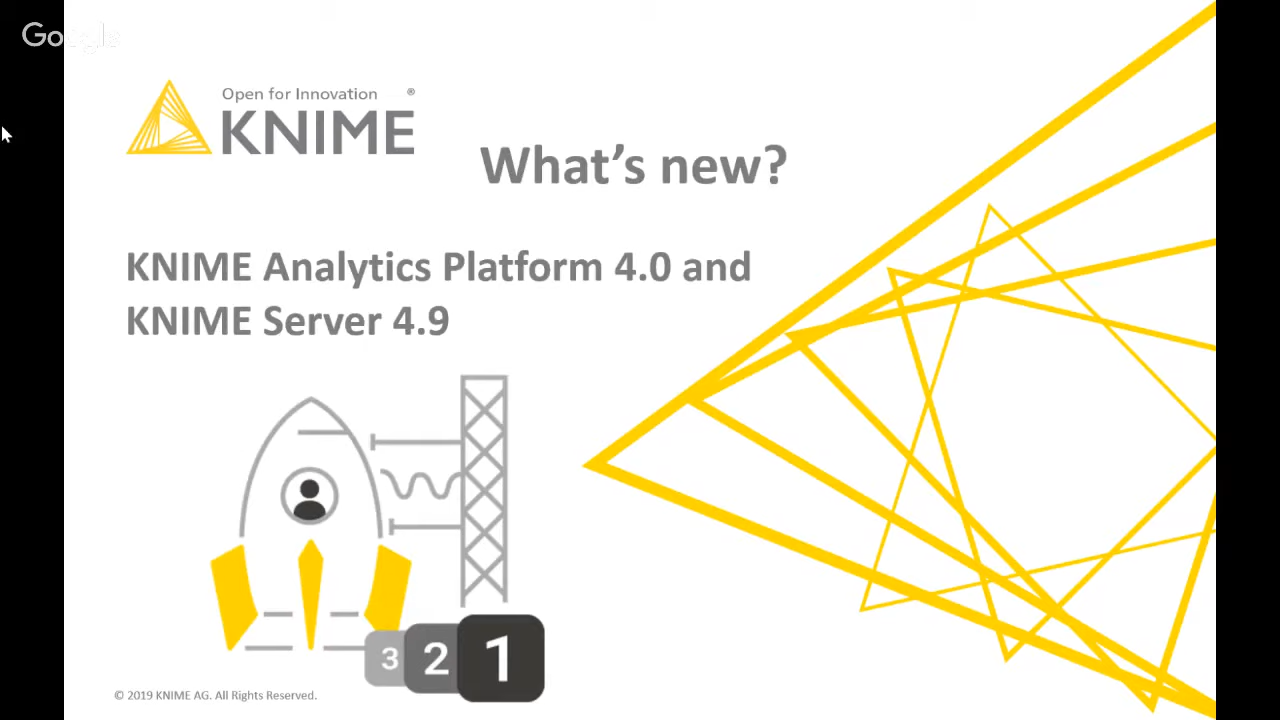 Google
Open for Innovation ®
KNIME
What's new?
KNIME Analytics Platform 4.0 and
KNIME Server 4.9
3 2 1
© 2019 KNIME AG. All Rights Reserved.